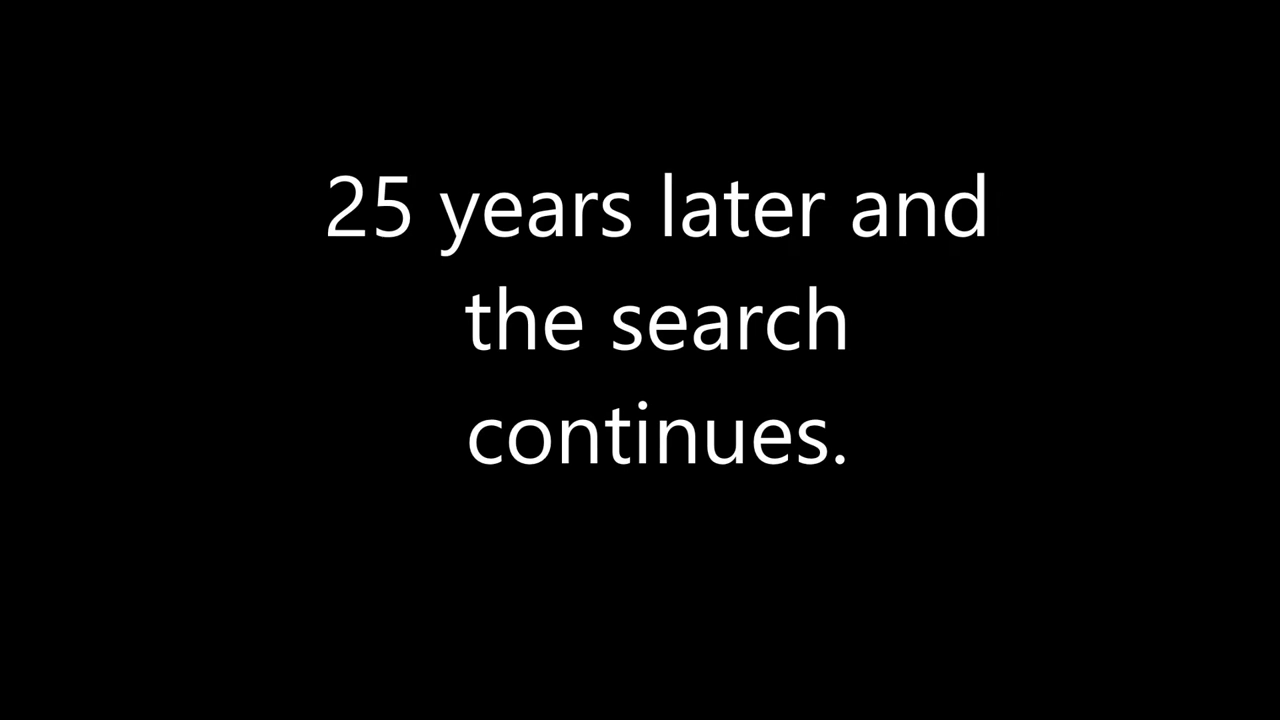 25 years later and
the search
continues.